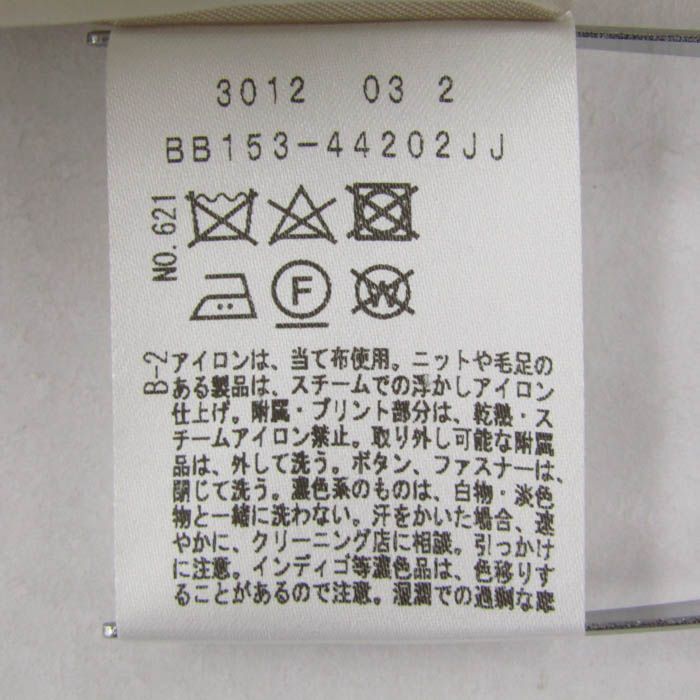 3012 03 2
BB153-44202JJ
NO.621
F
W
B-2
アイロンは、当て布使用。ニットや毛足の
ある製品は、スチームでの浮かしアイロン
仕上げ。附属・プリント部分は、乾熱・ス
チームアイロン禁止。取り外し可能な附属
品は、外して洗う。ボタン、ファスナーは、
閉じて洗う。濃色系のものは、白物・淡色
物と一緒に洗わない。汗をかいた場合、速
やかに、クリーニング店に相談。引っかけ
に注意。インディゴ等濃色品は、色移りす
ることがあるので注意。湿潤での過剰な摩